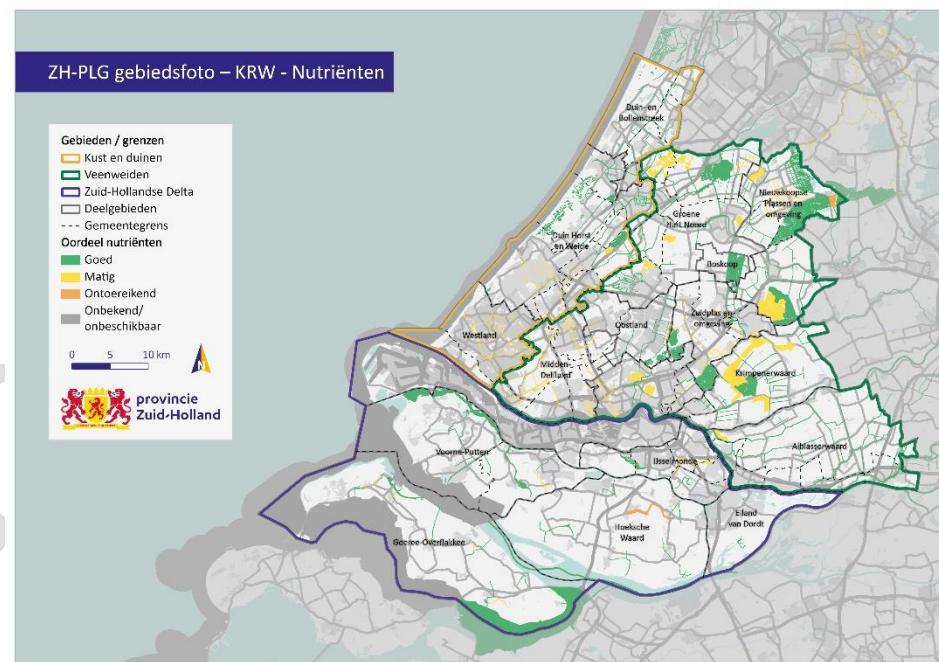 ZH-PLG gebiedsfoto – KRW - Nutriënten
Gebieden / grenzen
Kust en duinen
Veenweiden
Zuid-Hollandse Delta
Deelgebieden
Gemeentegrens
Oordeel nutriënten
Goed
Matig
Ontoereikend
Onbekend/
onbeschikbaar
0 5 10 km
N
provincie
Zuid-Holland
Duin- en
Bollenstreek
Nieuwkoopse
Plassen en
omgeving
Groene
Hart Noord
Duin Horst
en Weide
Boskoop
Zuidplas en
omgeving
Oostland
Westland
Midden-
Delfland
Krimpenerwaard
Alblasserwaard
Voorne-Putten
IJsselmonde
Eiland
van Dordt
Hoeksche
Waard
Goeree-Overflakkee